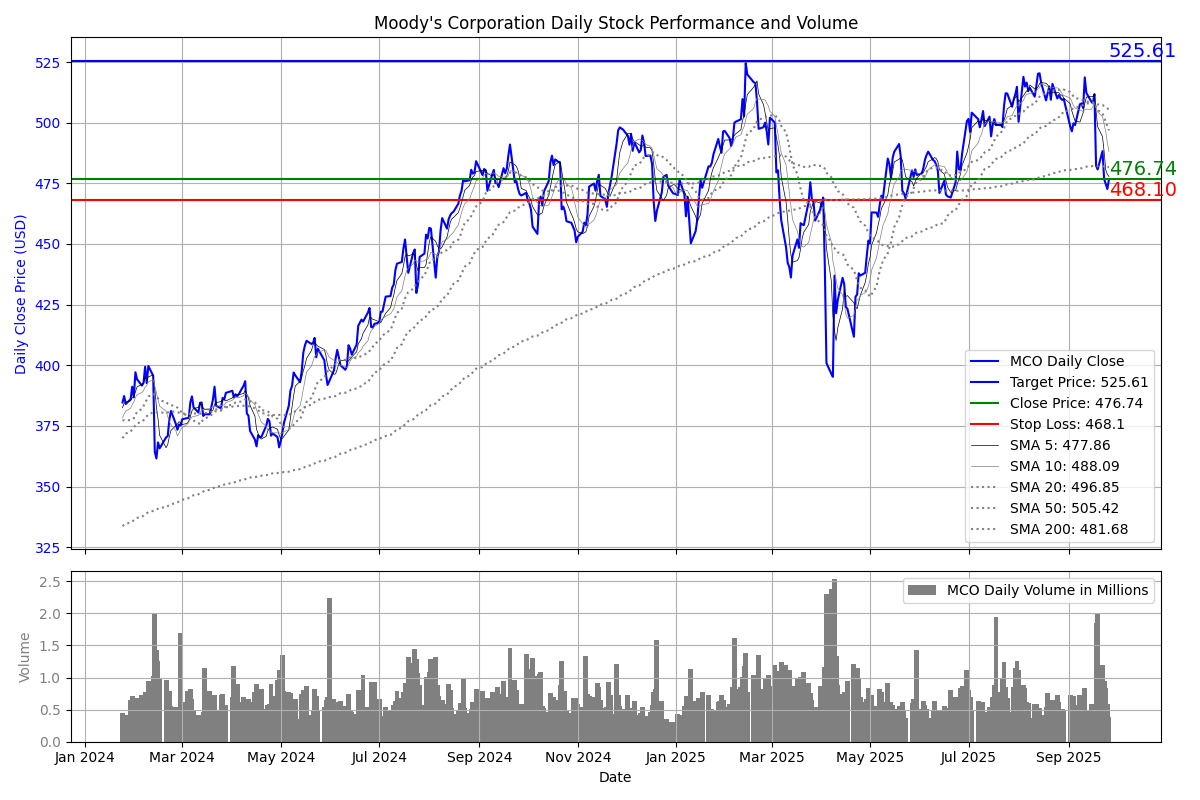 Moody's Corporation Daily Stock Performance and Volume
525.61
525
500
476.74
475
468.10
450
425
400
375
350
325
Daily Close Price (USD)
MCO Daily Close
Target Price: 525.61
Close Price: 476.74
Stop Loss: 468.1
SMA 5: 477.86
SMA 10: 488.09
SMA 20: 496.85
SMA 50: 505.42
SMA 200: 481.68
2.5
2.0
1.5
1.0
0.5
0.0
Volume
MCO Daily Volume in Millions
Jan 2024 Mar 2024 May 2024 Jul 2024 Sep 2024 Nov 2024 Jan 2025 Mar 2025 May 2025 Jul 2025 Sep 2025
Date